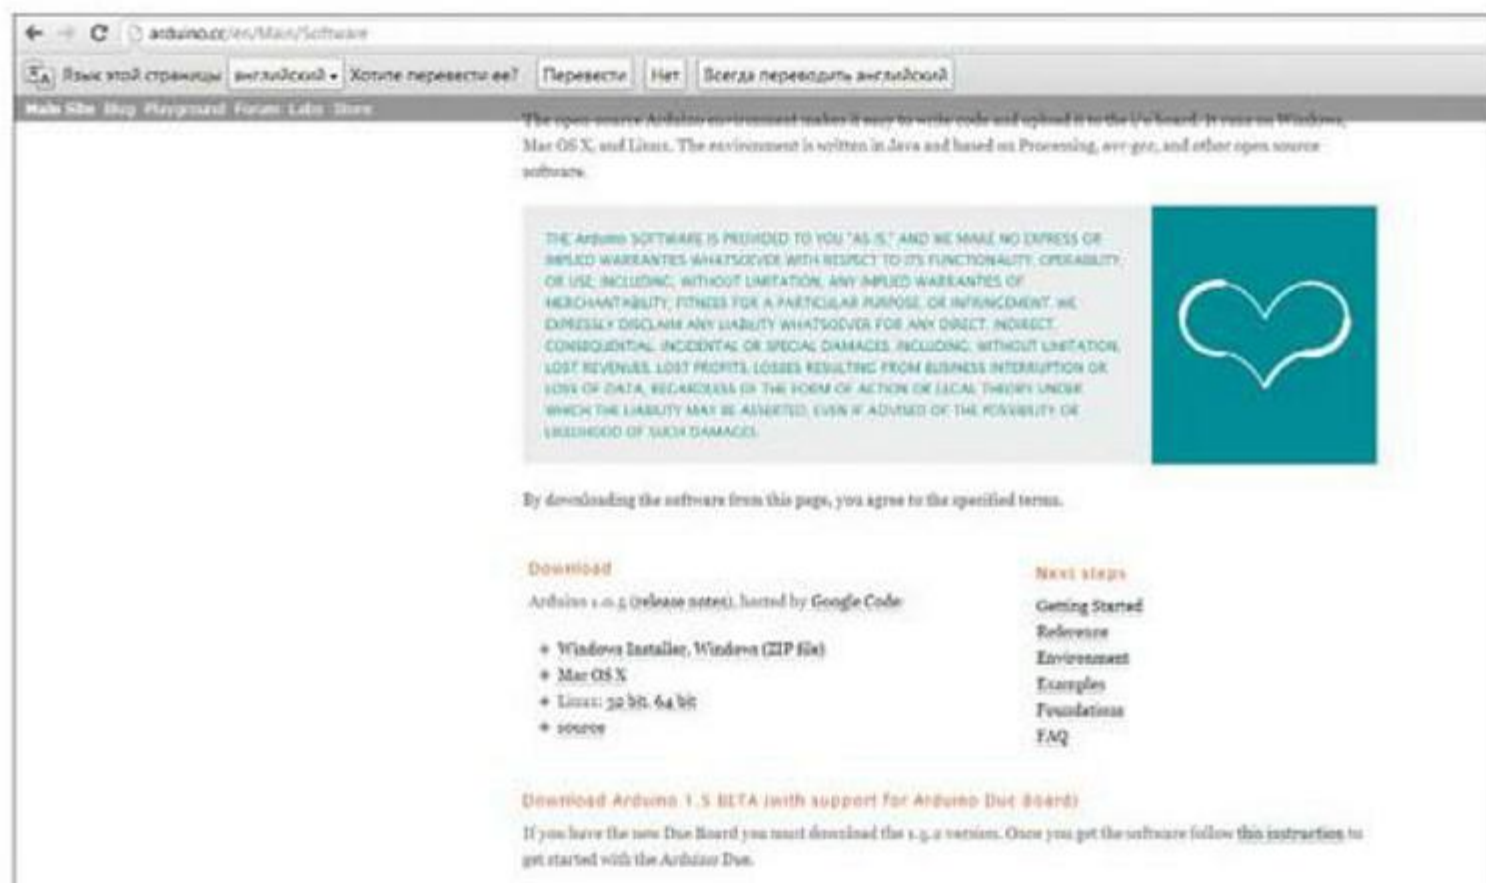 arduino.cc/en/Main/Software
Язык этой страницы английский Хотите перевести ее? Перевести Нет Всегда переводить английский
Main Site Blog Playground Forum Labs Store
The open-source Arduino environment makes it easy to write code and upload it to the i/o board. It runs on Windows,
Mac OS X, and Linux. The environment is written in Java and based on Processing, avr-gcc, and other open source
software.
THE Arduino SOFTWARE IS PROVIDED TO YOU "AS IS," AND WE MAKE NO EXPRESS OR
IMPLIED WARRANTIES WHATSOEVER WITH RESPECT TO ITS FUNCTIONALITY, OPERABILITY,
OR USE, INCLUDING, WITHOUT LIMITATION, ANY IMPLIED WARRANTIES OF
MERCHANTABILITY, FITNESS FOR A PARTICULAR PURPOSE, OR INFRINGEMENT. WE
EXPRESSLY DISCLAIM ANY LIABILITY WHATSOEVER FOR ANY DIRECT, INDIRECT,
CONSEQUENTIAL, INCIDENTAL OR SPECIAL DAMAGES, INCLUDING, WITHOUT LIMITATION,
LOST REVENUES, LOST PROFITS, LOSSES RESULTING FROM BUSINESS INTERRUPTION OR
LOSS OF DATA, REGARDLESS OF THE FORM OF ACTION OR LEGAL THEORY UNDER
WHICH THE LIABILITY MAY BE ASSERTED, EVEN IF ADVISED OF THE POSSIBILITY OR
LIKELIHOOD OF SUCH DAMAGES.
By downloading the software from this page, you agree to the specified terms.
Download
Arduino 1.0.5 (release notes), hosted by Google Code:
Windows Installer, Windows (ZIP file)
Mac OS X
Linux: 32 bit, 64 bit
source
Next steps
Getting Started
Reference
Environment
Examples
Foundations
FAQ
Download Arduino 1.5 BETA (with support for Arduino Due Board)
If you have the new Due Board you must download the 1.5.2 version. Once you get the software follow this instruction to
get started with the Arduino Due.